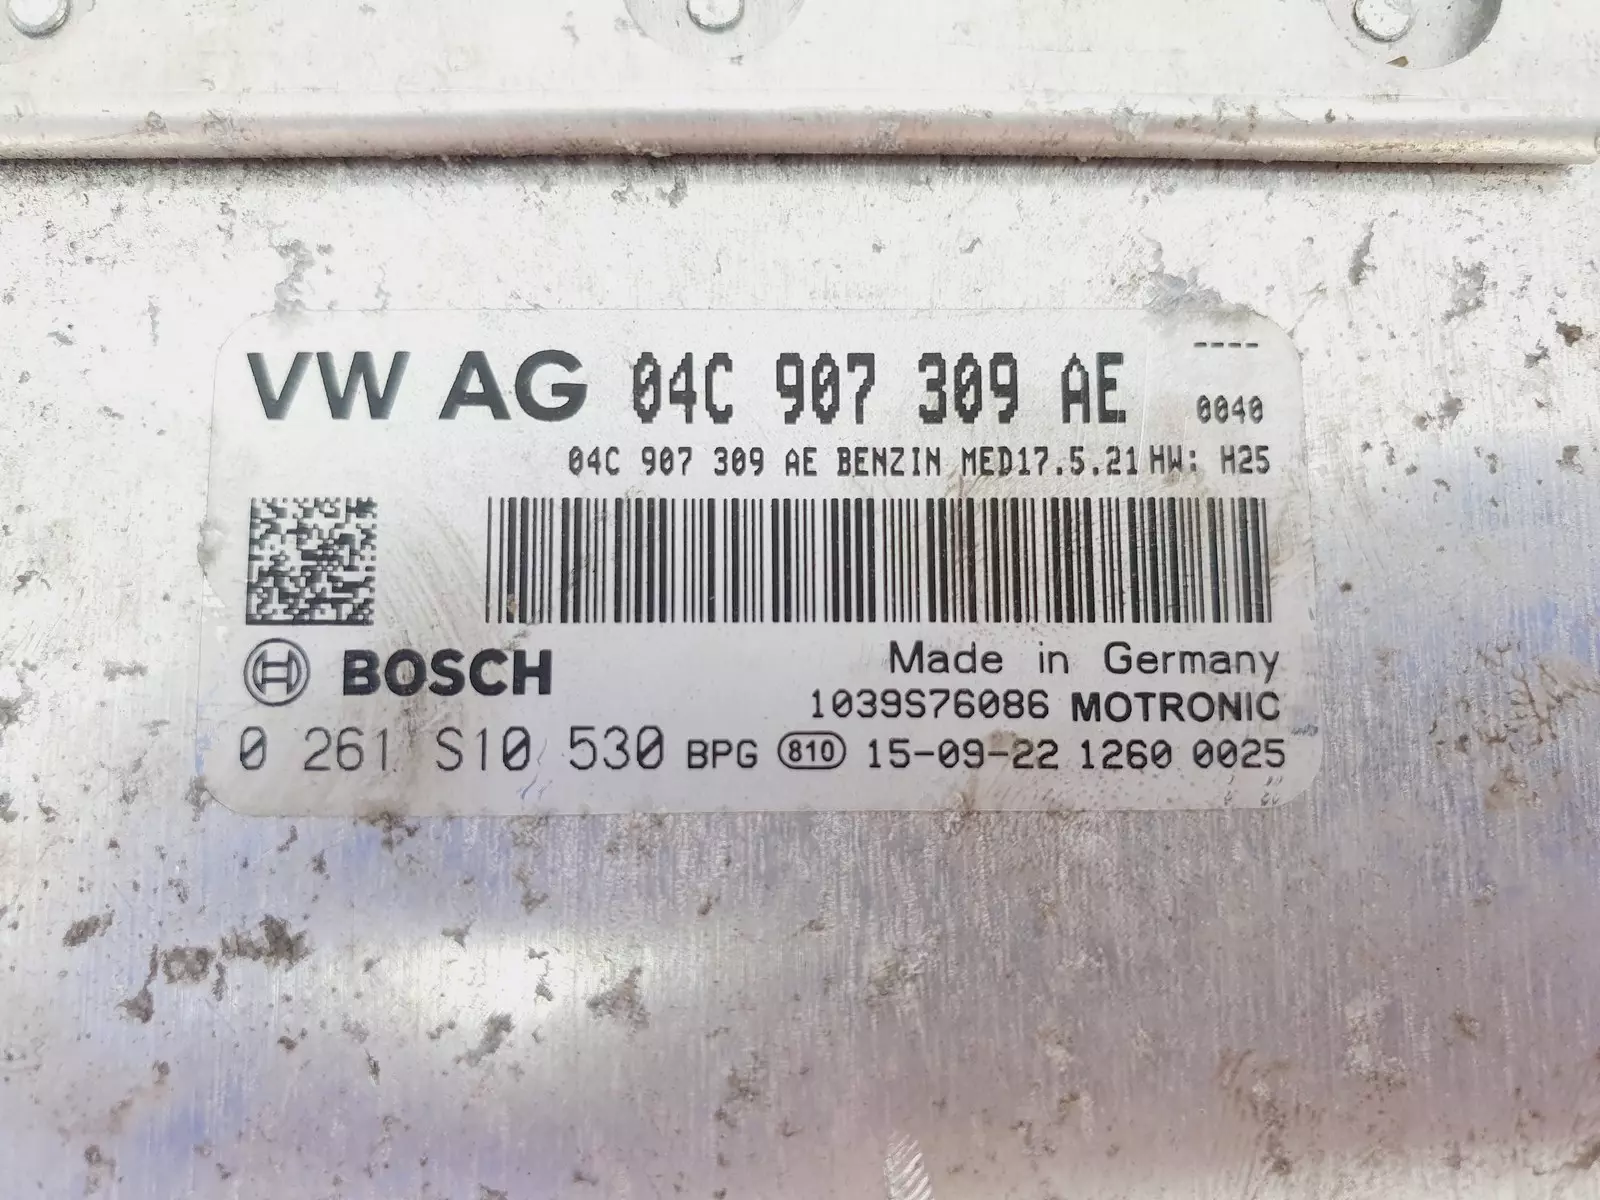 VW AG 04C 907 309 AE ----
0040
04C 907 309 AE BENZIN MED17.5.21 HW: H25
BOSCH
Made in Germany
1039S76086 MOTRONIC
0 261 S10 530 BPG 810 15-09-22 1260 0025